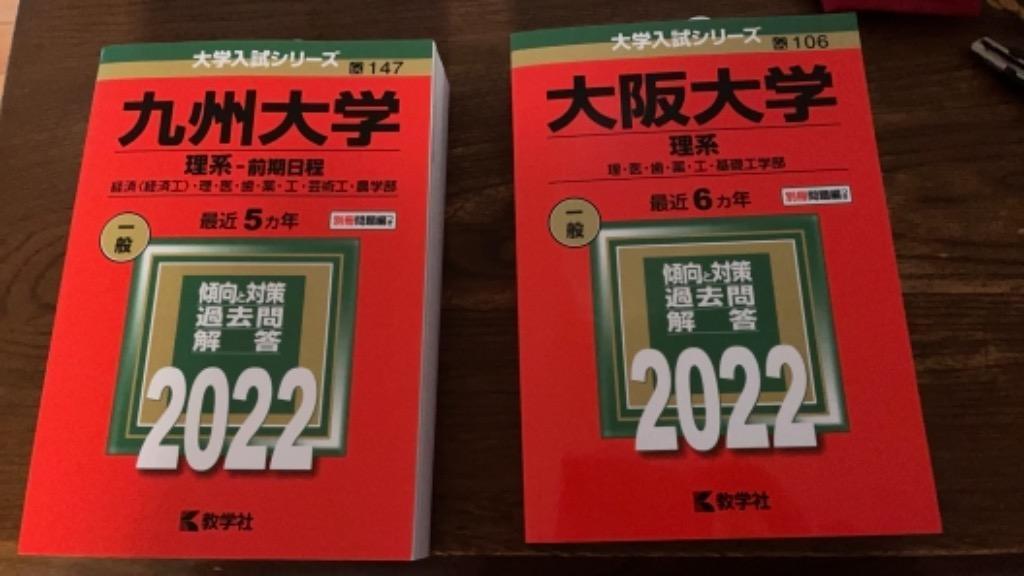 大学入試シリーズ
147
九州大学
理系-前期日程
経済〈経済工〉・理・医・歯・薬・工・芸術工・農学部
最近5カ年
別冊問題編つき
一般
傾向と対策
過去問
解答
2022
教学社
大学入試シリーズ
106
大阪大学
理系
理・医・歯・薬・工・基礎工学部
最近6カ年
別冊問題編つき
一般
傾向と対策
過去問
解答
2022
教学社